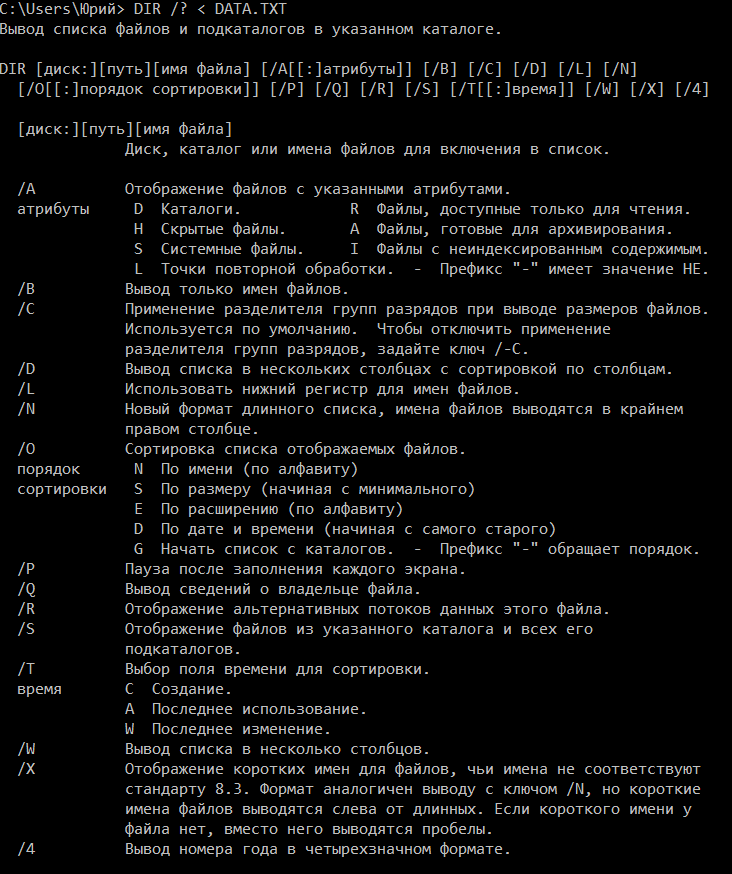 C:\Users\Юрий> DIR /? < DATA.TXT
Вывод списка файлов и подкаталогов в указанном каталоге.

DIR [диск:][путь][имя файла] [/A[[:]атрибуты]] [/B] [/C] [/D] [/L] [/N]
  [/O[[:]порядок сортировки]] [/P] [/Q] [/R] [/S] [/T[[:]время]] [/W] [/X] [/4]

  [диск:][путь][имя файла]
              Диск, каталог или имена файлов для включения в список.

  /A          Отображение файлов с указанными атрибутами.
  атрибуты     D  Каталоги.            R  Файлы, доступные только для чтения.
               H  Скрытые файлы.       A  Файлы, готовые для архивирования.
               S  Системные файлы.     I  Файлы с неиндексированным содержимым.
               L  Точки повторной обработки.  -  Префикс "-" имеет значение НЕ.
  /B          Вывод только имен файлов.
  /C          Применение разделителя групп разрядов при выводе размеров файлов.
              Используется по умолчанию.  Чтобы отключить применение
              разделителя групп разрядов, задайте ключ /-C.
  /D          Вывод списка в нескольких столбцах с сортировкой по столбцам.
  /L          Использовать нижний регистр для имен файлов.
  /N          Новый формат длинного списка, имена файлов выводятся в крайнем
              правом столбце.
  /O          Сортировка списка отображаемых файлов.
  порядок      N  По имени (по алфавиту)
  сортировки   S  По размеру (начиная с минимального)
               E  По расширению (по алфавиту)
               D  По дате и времени (начиная с самого старого)
               G  Начать список с каталогов.  -  Префикс "-" обращает порядок.
  /P          Пауза после заполнения каждого экрана.
  /Q          Вывод сведений о владельце файла.
  /R          Отображение альтернативных потоков данных этого файла.
  /S          Отображение файлов из указанного каталога и всех его
              подкаталогов.
  /T          Выбор поля времени для сортировки.
  время       C  Создание.
              A  Последнее использование.
              W  Последнее изменение.
  /W          Вывод списка в несколько столбцов.
  /X          Отображение коротких имен для файлов, чьи имена не соответствуют
              стандарту 8.3. Формат аналогичен выводу с ключом /N, но короткие
              имена файлов выводятся слева от длинных. Если короткого имени у
              файла нет, вместо него выводятся пробелы.
  /4          Вывод номера года в четырехзначном формате.